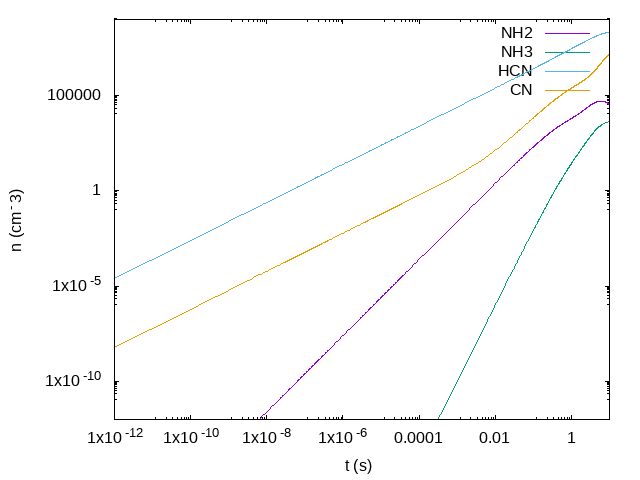 NH2
NH3
HCN
CN
100000
1
1x10-5
1x10-10
n (cm-3)
1x10-12 1x10-10 1x10-8 1x10-6 0.0001 0.01 1
t (s)